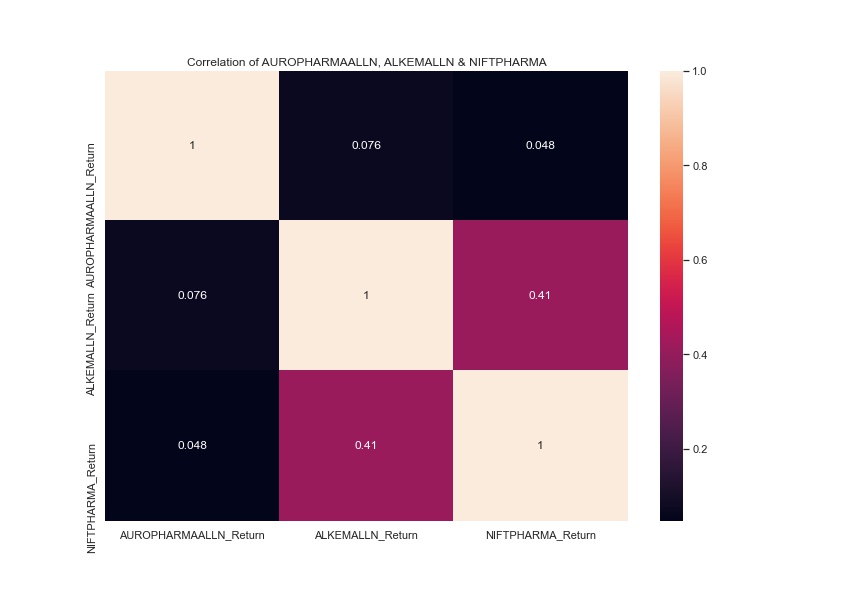 Correlation of AUROPHARMAALLN, ALKEMALLN & NIFTPHARMA
AUROPHARMAALLN_Return
1
0.076
0.048
ALKEMALLN_Return
0.076
1
0.41
NIFTPHARMA_Return
0.048
0.41
1
AUROPHARMAALLN_Return
ALKEMALLN_Return
NIFTPHARMA_Return
1.0
0.8
0.6
0.4
0.2